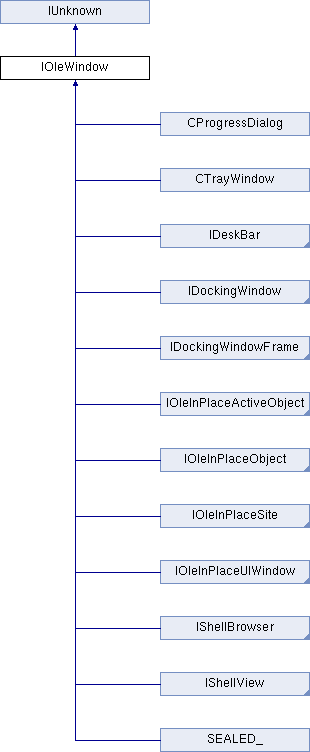 IUnknown
IOleWindow
CProgressDialog
CTrayWindow
IDeskBar
IDockingWindow
IDockingWindowFrame
IOleInPlaceActiveObject
IOleInPlaceObject
IOleInPlaceSite
IOleInPlaceUIWindow
IShellBrowser
IShellView
SEALED_